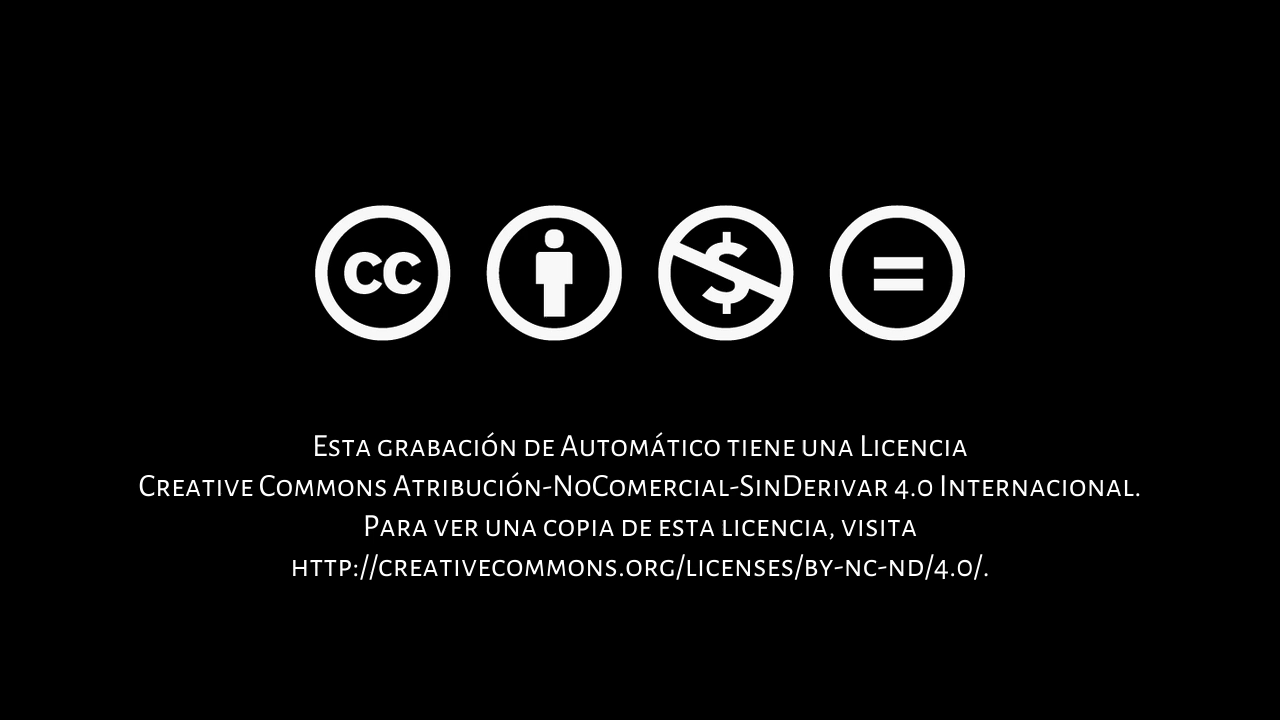 cc
$
=
Esta grabación de Automático tiene una Licencia
Creative Commons Atribución-NoComercial-SinDerivar 4.0 Internacional.
Para ver una copia de esta licencia, visita
http://creativecommons.org/licenses/by-nc-nd/4.0/.